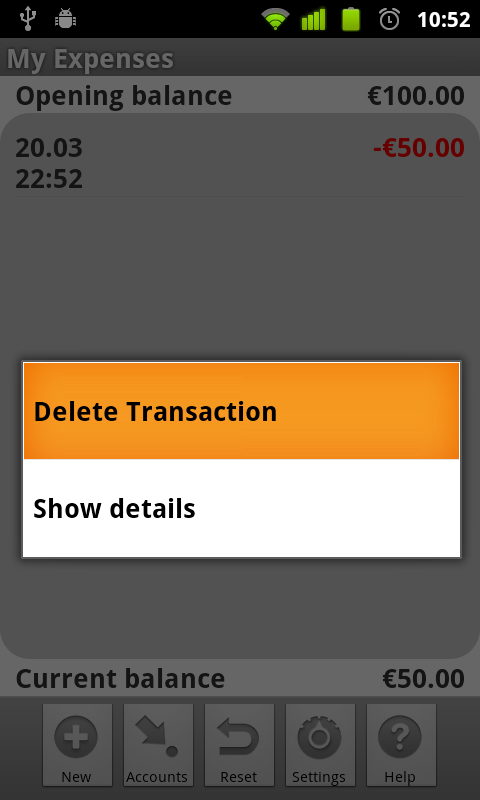 10:52
My Expenses
Opening balance €100.00
20.03 -€50.00
22:52
Delete Transaction
Show details
Current balance €50.00
New Accounts Reset Settings Help